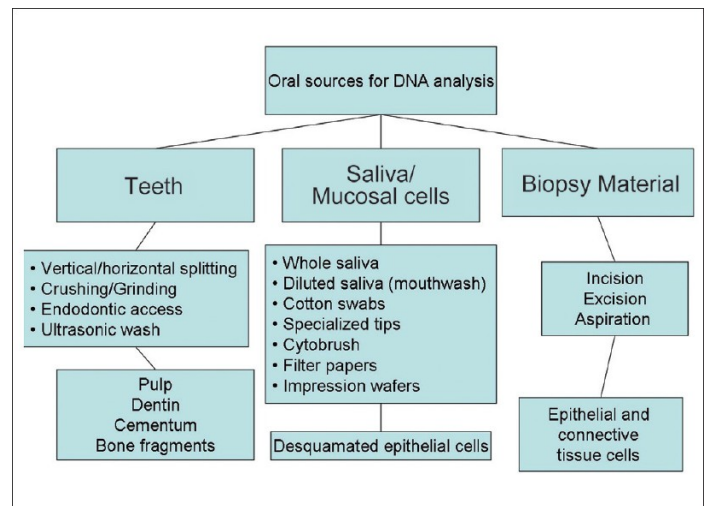 Oral sources for DNA analysis
Teeth
Saliva/
Mucosal cells
Biopsy Material
• Vertical/horizontal splitting
• Crushing/Grinding
• Endodontic access
• Ultrasonic wash
• Whole saliva
• Diluted saliva (mouthwash)
• Cotton swabs
• Specialized tips
• Cytobrush
• Filter papers
• Impression wafers
Incision
Excision
Aspiration
Pulp
Dentin
Cementum
Bone fragments
Desquamated epithelial cells
Epithelial and
connective
tissue cells